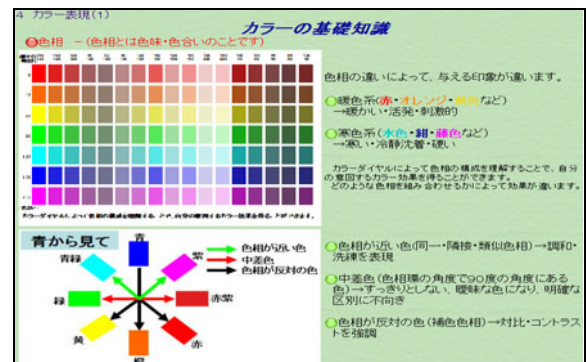 4 カラー表現(1)
カラーの基礎知識
色相 －(色相とは色味・色合いのことです)
色相の違いによって、与える印象が違います。
暖色系(赤・オレンジ・黄色など)
→暖かい・活発・刺激的
寒色系(水色・紺・藤色など)
→寒い・冷静沈着・硬い
カラーダイヤルによって色相の構成を理解することで、自分
の意図するカラー効果を得ることができます。
どのような色相を組み合わせるかによって効果が違います。
青から見て
青
青緑
紫
緑
赤紫
黄
赤
橙
色相が近い色
中差色
色相が反対の色
色相が近い色(同一・隣接・類似色相)→調和・
洗練を表現
中差色(色相環の角度で90度の角度にある
色)→すっきりとしない、曖昧な色になり、明確な
区別に不向き
色相が反対の色(補色色相)→対比・コントラス
トを強調